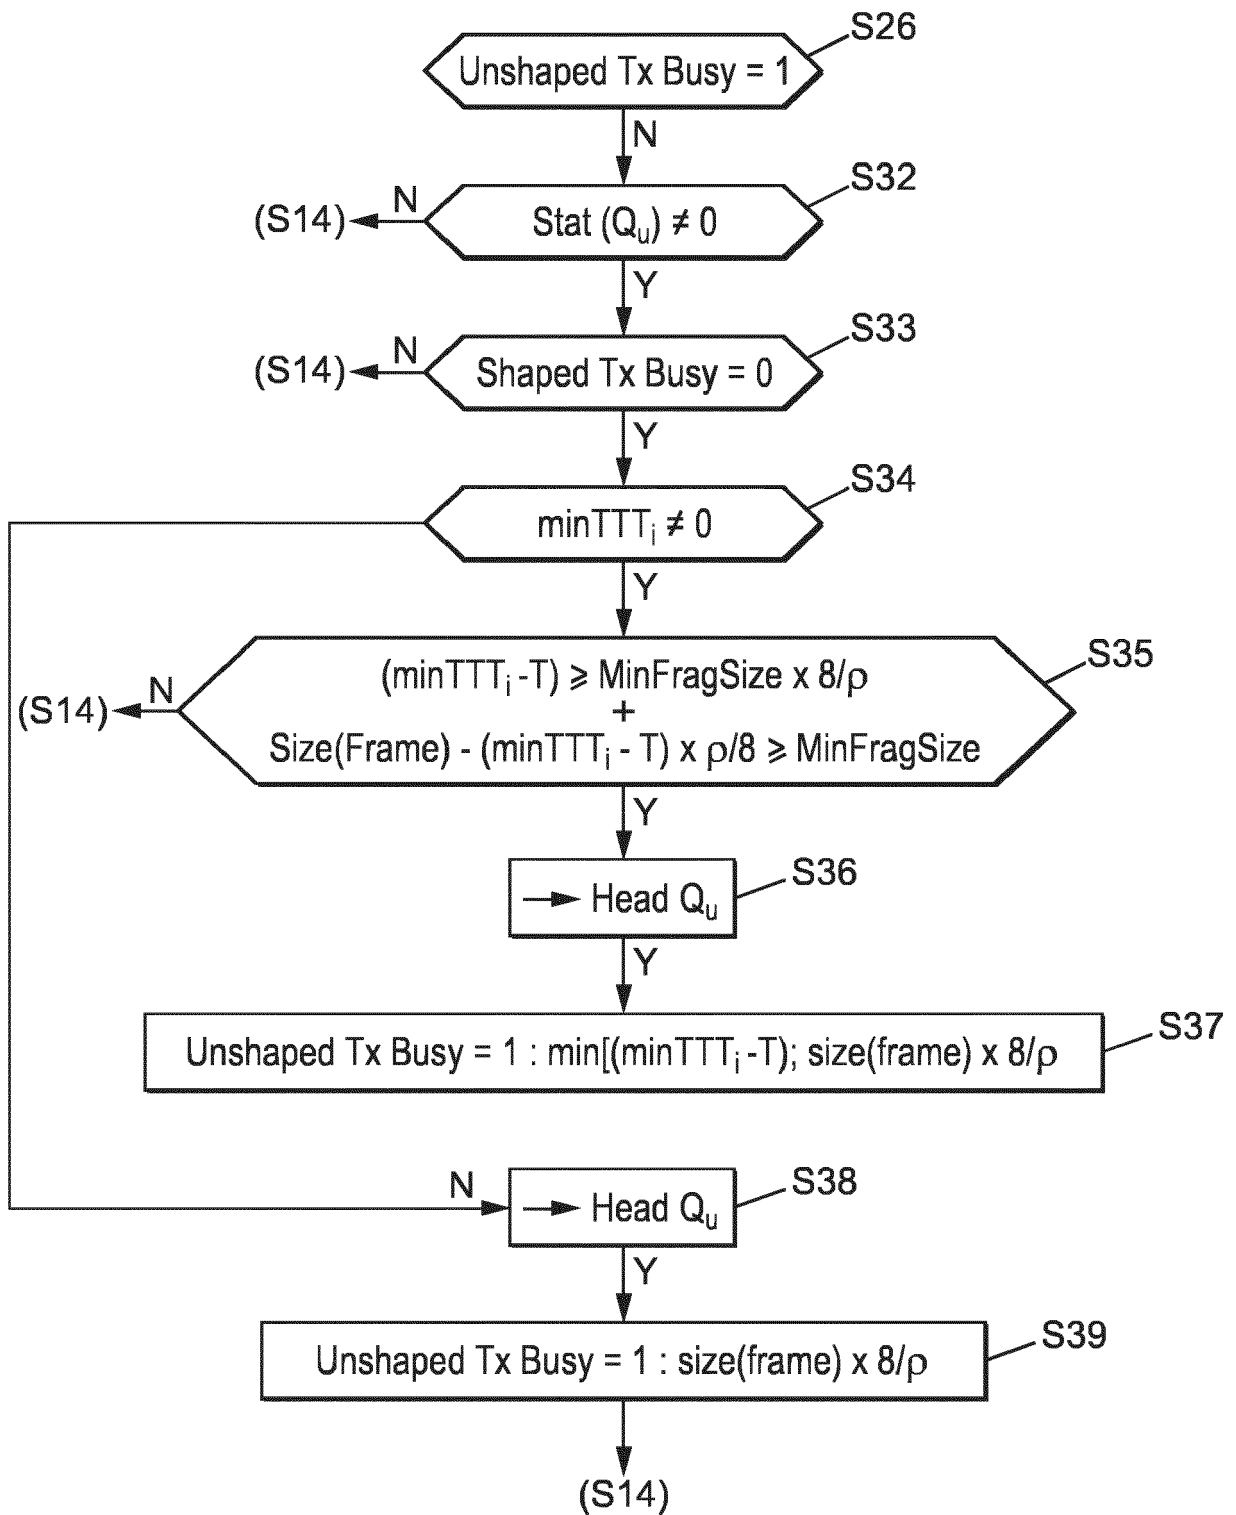 S26
Unshaped Tx Busy = 1
N
S32
N
(S14)
Stat (Qu) ≠ 0
Y
S33
N
(S14)
Shaped Tx Busy = 0
Y
S34
minTTTi ≠ 0
Y
S35
(minTTTi -T) ⩾ MinFragSize x 8/ρ
N
(S14)
+
Size(Frame) - (minTTTi - T) x ρ/8 ⩾ MinFragSize
Y
S36
→ Head Qu
Y
S37
Unshaped Tx Busy = 1 : min[(minTTTi -T); size(frame) x 8/ρ
S38
N
→ Head Qu
Y
S39
Unshaped Tx Busy = 1 : size(frame) x 8/ρ
(S14)